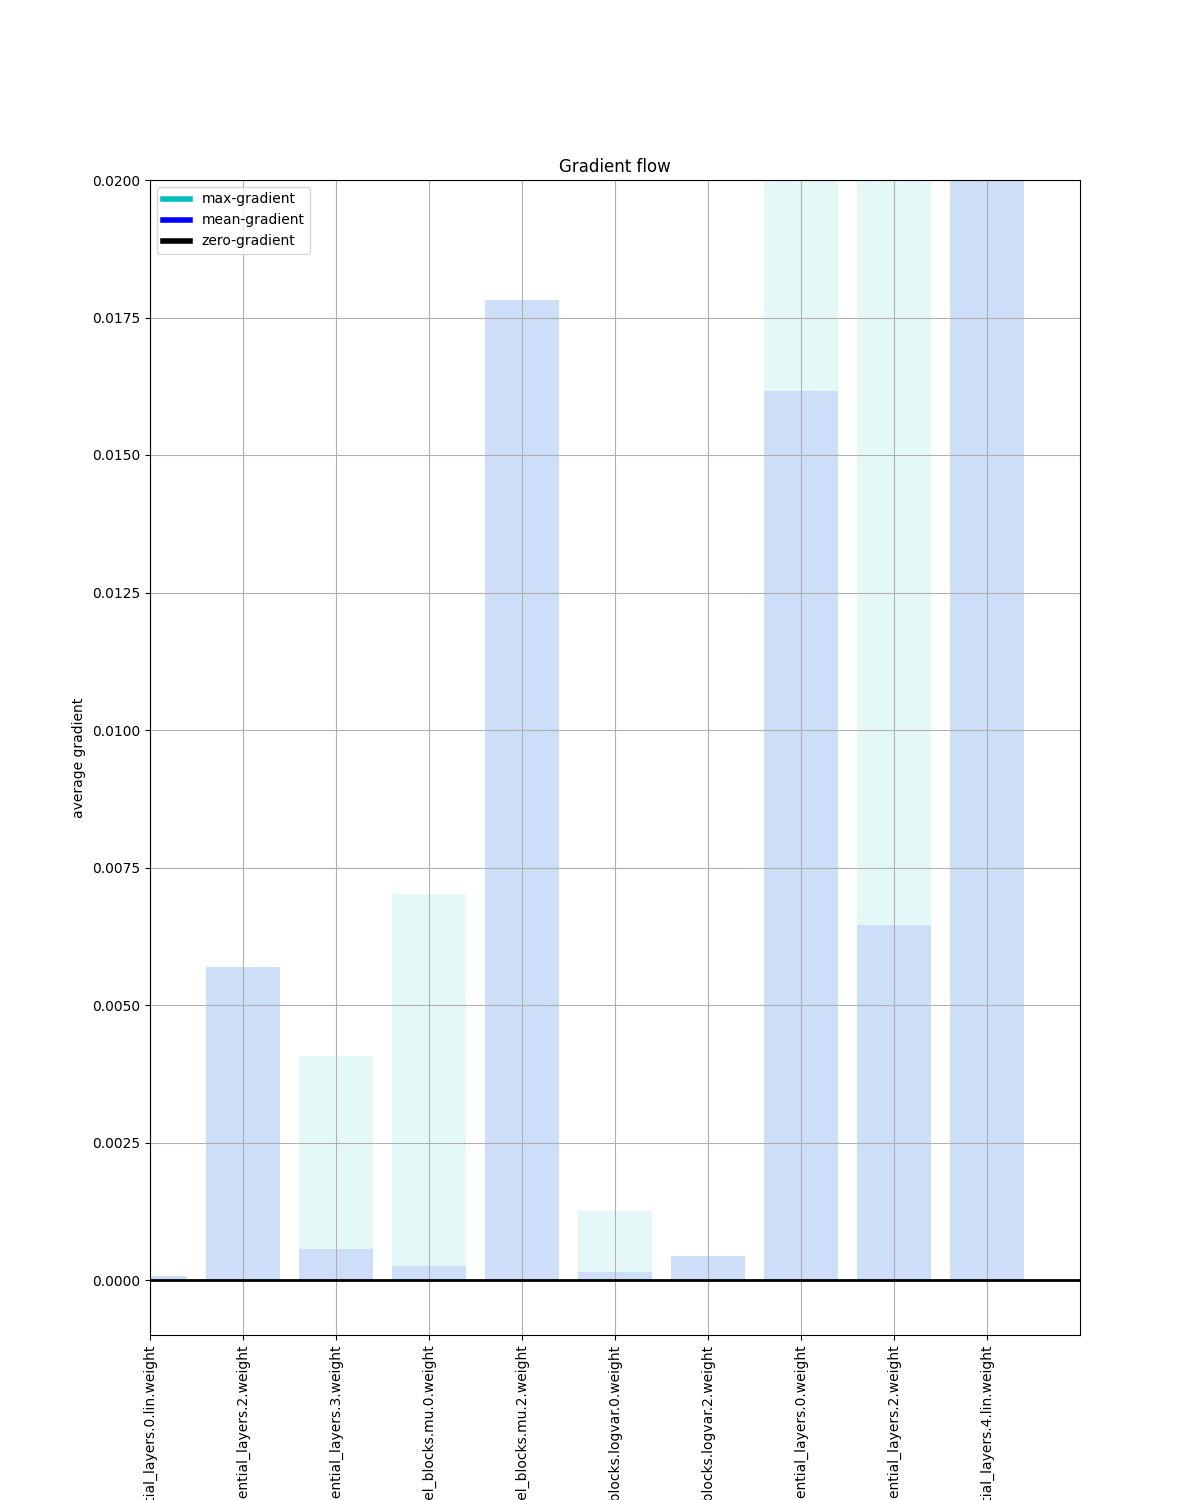 Gradient flow
max-gradient
mean-gradient
zero-gradient
0.0200
0.0175
0.0150
0.0125
0.0100
0.0075
0.0050
0.0025
0.0000
average gradient
tial_layers.0.lin.weight
ential_layers.2.weight
ential_layers.3.weight
el_blocks.mu.0.weight
el_blocks.mu.2.weight
blocks.logvar.0.weight
blocks.logvar.2.weight
ential_layers.0.weight
ential_layers.2.weight
tial_layers.4.lin.weight